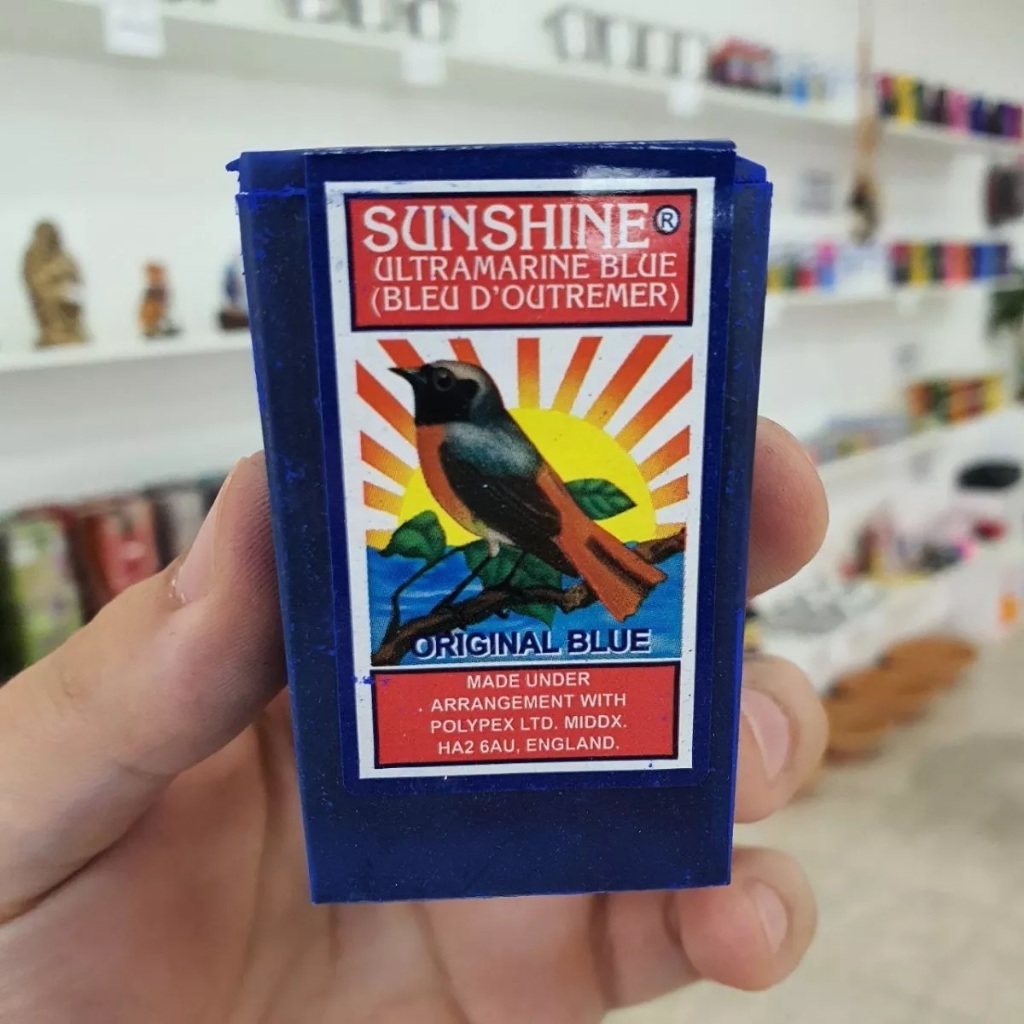 SUNSHINE®
ULTRAMARINE BLUE
(BLEU D'OUTREMER)
ORIGINAL BLUE
MADE UNDER
. ARRANGEMENT WITH
POLYPEX LTD. MIDDX.
HA2 6AU, ENGLAND.